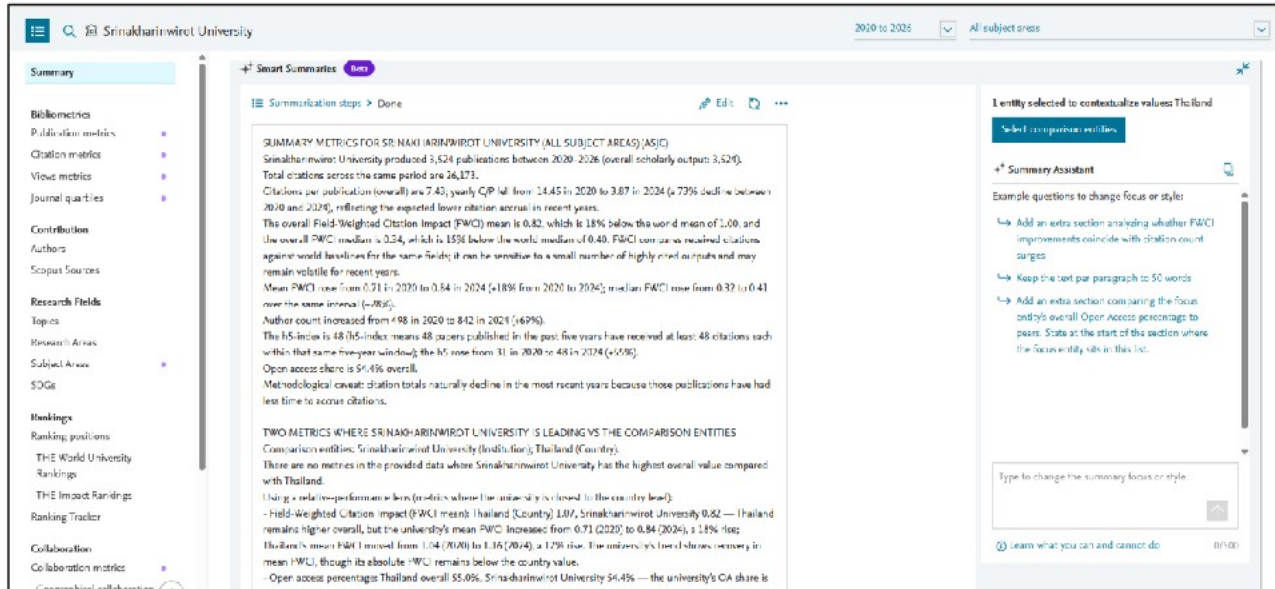 Srinakharinwirot University
2020 to 2026
All subject areas
Summary
Bibliometrics
Publication metrics
Citation metrics
Views metrics
Journal quartiles
Contribution
Authors
Scopus Sources
Research Fields
Topics
Research Areas
Subject Areas
SDGs
Rankings
Ranking positions
THE World University
Rankings
THE Impact Rankings
Ranking Tracker
Collaboration
Collaboration metrics
Geographical collaboration
Smart Summaries Beta
Summarization steps > Done
Edit
SUMMARY METRICS FOR SRINAKHARINWIROT UNIVERSITY (ALL SUBJECT AREAS) (ASJC)
Srinakharinwirot University produced 3,524 publications between 2020-2026 (overall scholarly output: 3,524).
Total citations across the same period are 26,173.
Citations per publication (overall) are 7.43; yearly C/P fell from 14.45 in 2020 to 3.87 in 2024 (a 73% decline between
2020 and 2024), reflecting the expected lower citation accrual in recent years.
The overall Field-Weighted Citation Impact (FWCI) mean is 0.82, which is 18% below the world mean of 1.00, and
the overall FWCI median is 0.34, which is 15% below the world median of 0.40. FWCI compares received citations
against world baselines for the same fields; it can be sensitive to a small number of highly cited outputs and may
remain volatile for recent years.
Mean FWCI rose from 0.71 in 2020 to 0.84 in 2024 (+18% from 2020 to 2024); median FWCI rose from 0.32 to 0.41
over the same interval (~28%).
Author count increased from 498 in 2020 to 842 in 2024 (+69%).
The h5-index is 48 (h5-index means 48 papers published in the past five years have received at least 48 citations each
within that same five-year window); the h5 rose from 31 in 2020 to 48 in 2024 (+55%).
Open access share is 54.4% overall.
Methodological caveat: citation totals naturally decline in the most recent years because those publications have had
less time to accrue citations.
TWO METRICS WHERE SRINAKHARINWIROT UNIVERSITY IS LEADING VS THE COMPARISON ENTITIES
Comparison entities: Srinakharinwirot University (Institution); Thailand (Country).
There are no metrics in the provided data where Srinakharinwirot University has the highest overall value compared
with Thailand.
Using a relative-performance lens (metrics where the university is closest to the country level):
- Field-Weighted Citation Impact (FWCI mean): Thailand (Country) 1.07, Srinakharinwirot University 0.82 — Thailand
remains higher overall, but the university's mean FWCI increased from 0.71 (2020) to 0.84 (2024), a 18% rise;
Thailand's mean FWCI moved from 1.04 (2020) to 1.16 (2024), a 12% rise. The university's trend shows recovery in
mean FWCI, though its absolute FWCI remains below the country value.
- Open access percentage: Thailand overall 55.0%, Srinakharinwirot University 54.4% — the university's OA share is
1 entity selected to contextualize values: Thailand
Select comparison entities
Summary Assistant
Example questions to change focus or style:
Add an extra section analyzing whether FWCI
improvements coincide with citation count
surges
Keep the text per paragraph to 50 words
Add an extra section comparing the focus
entity's overall Open Access percentage to
peers. State at the start of the section where
the focus entity sits in this list.
Type to change the summary focus or style
Learn what you can and cannot do
0/500